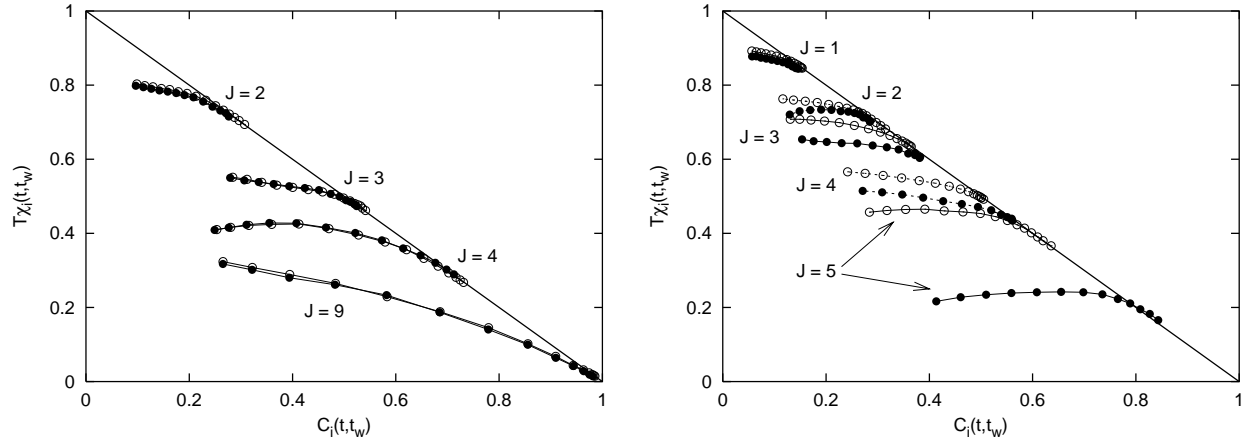 1
0.8
0.6
0.4
0.2
0
0 0.2 0.4 0.6 0.8 1
Tχi(t,tw)
Ci(t,tw)
J = 2
J = 3
J = 4
J = 9
1
0.8
0.6
0.4
0.2
0
0 0.2 0.4 0.6 0.8 1
Tχi(t,tw)
Ci(t,tw)
J = 1
J = 2
J = 3
J = 4
J = 5